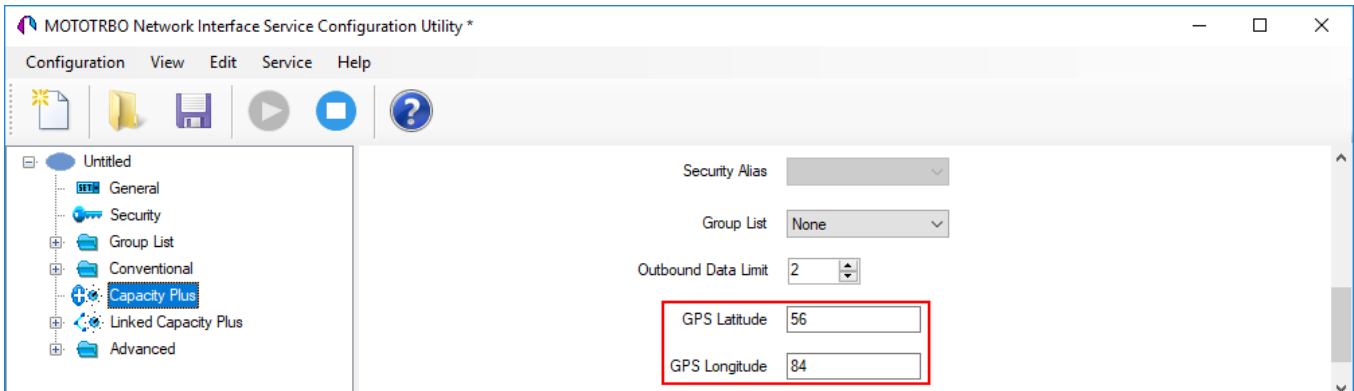 MOTOTRBO Network Interface Service Configuration Utility *
Configuration View Edit Service Help
?
Untitled
SET
General
Security
Group List
Conventional
Capacity Plus
Linked Capacity Plus
Advanced
Security Alias
Group List None
Outbound Data Limit 2
GPS Latitude 56
GPS Longitude 84